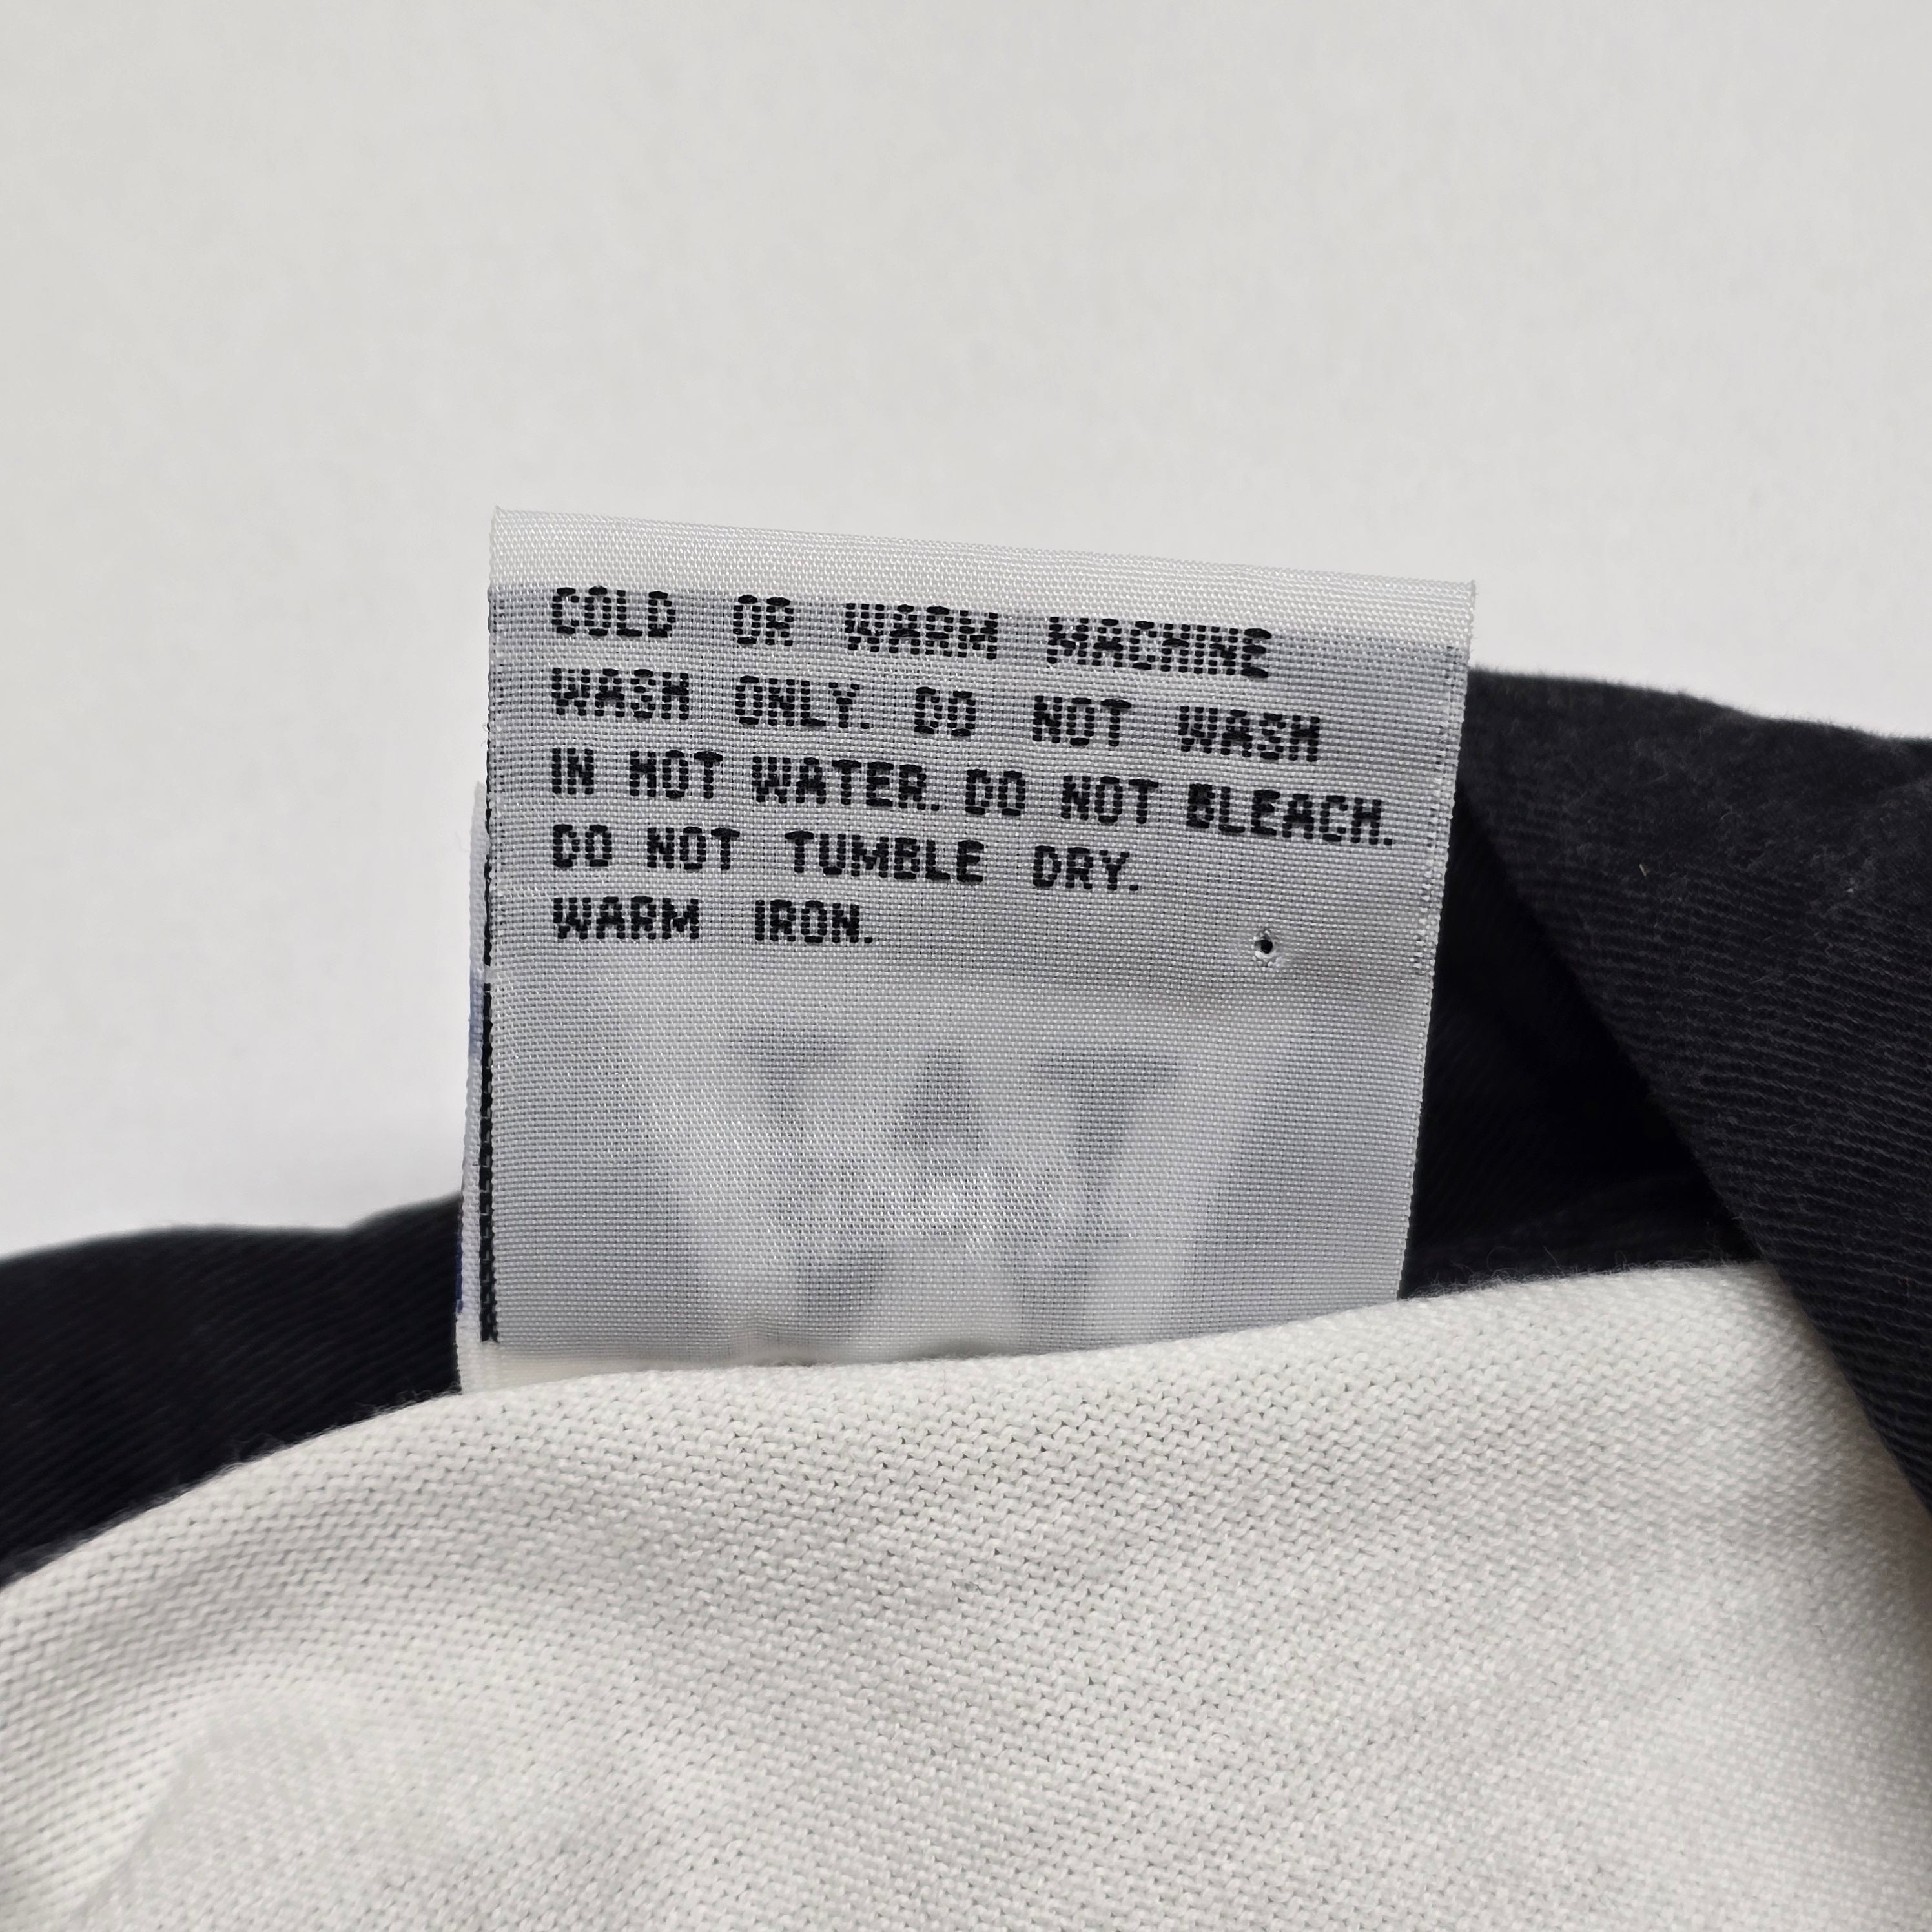 COLD OR WARM MACHINE
WASH ONLY. DO NOT WASH
IN HOT WATER. DO NOT BLEACH.
DO NOT TUMBLE DRY.
WARM IRON.